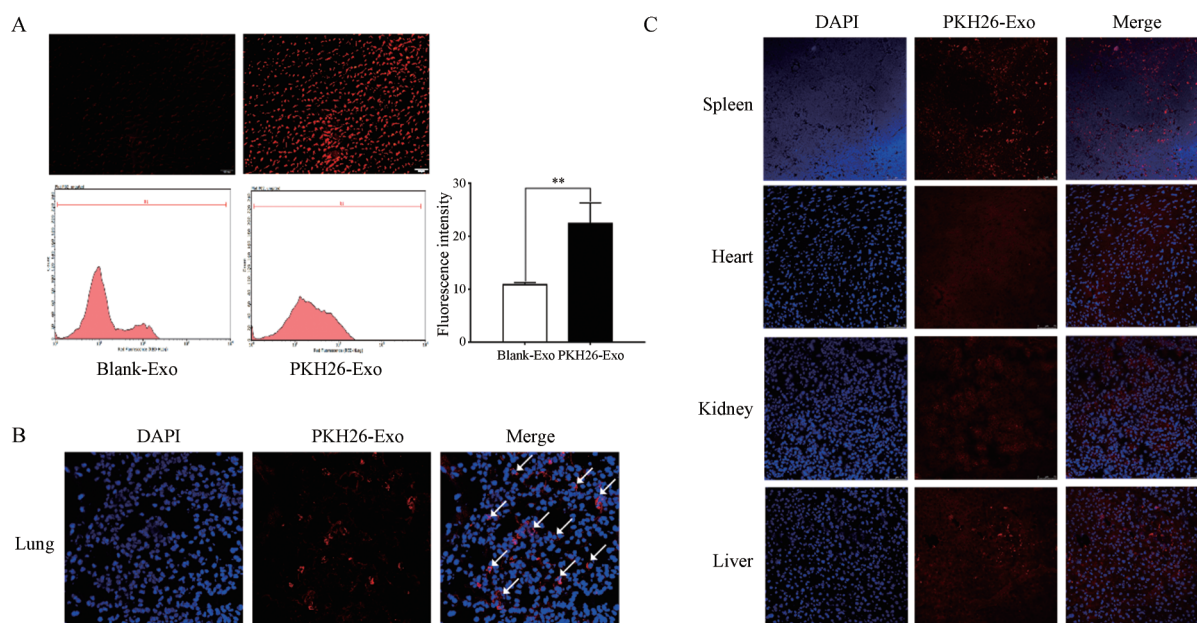 A
30
20
10
0
Fluorescence intensity
**
Blank-Exo PKH26-Exo
Blank-Exo
PKH26-Exo
B
DAPI PKH26-Exo Merge
Lung
C
DAPI PKH26-Exo Merge
Spleen
Heart
Kidney
Liver